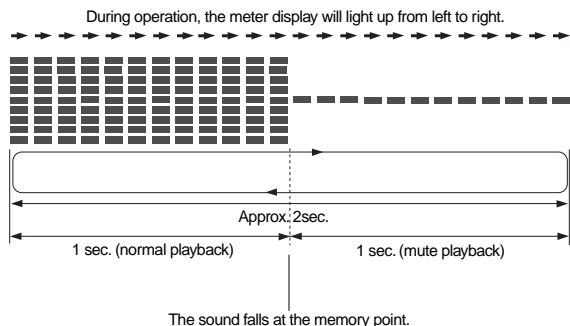 During operation, the meter display will light up from left to right.
Approx. 2sec.
1 sec. (normal playback)
1 sec. (mute playback)
The sound falls at the memory point.